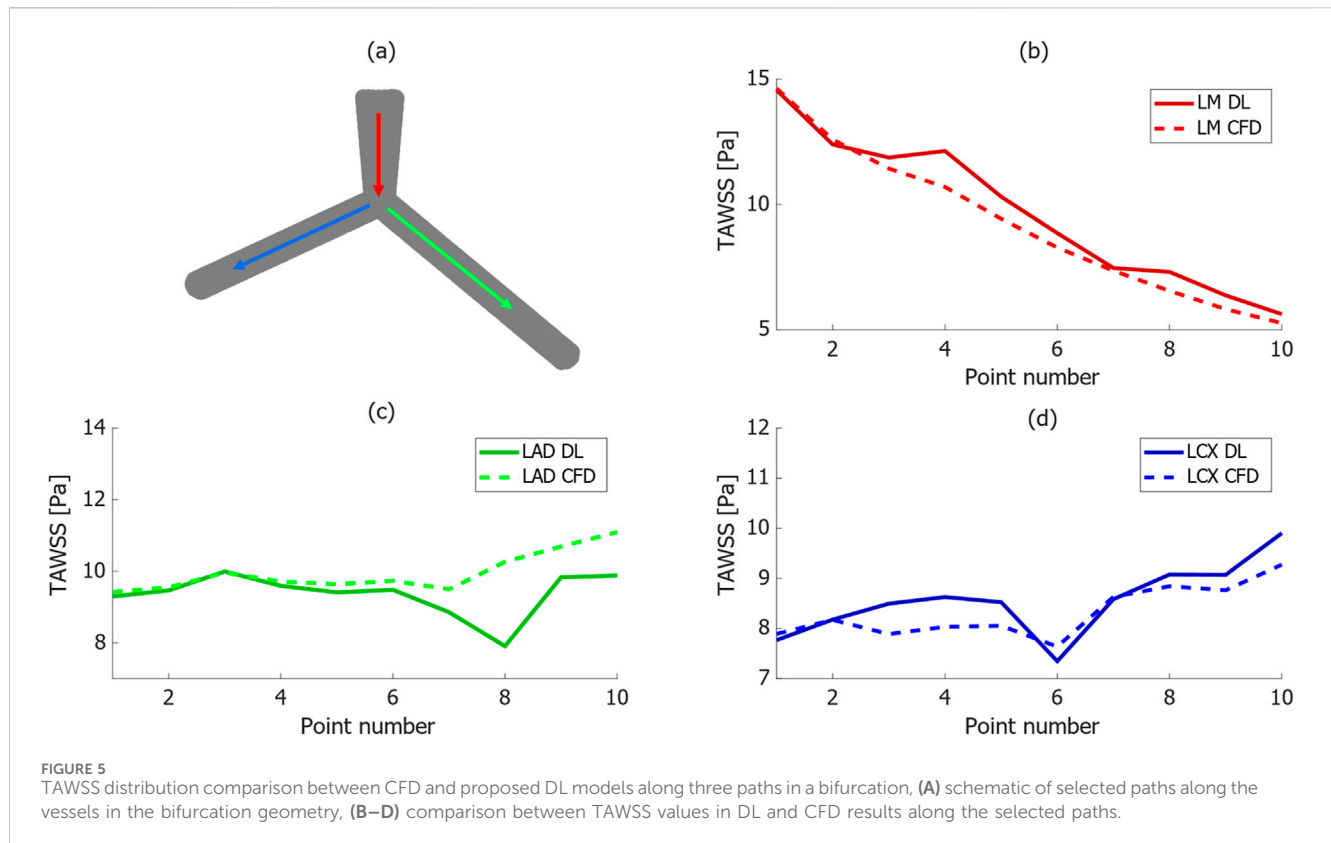 (a)
(b)
TAWSS [Pa]
15
10
5
2
4
6
8
10
Point number
LM DL
LM CFD
(c)
TAWSS [Pa]
14
12
10
8
2
4
6
8
10
Point number
LAD DL
LAD CFD
(d)
TAWSS [Pa]
12
11
10
9
8
7
2
4
6
8
10
Point number
LCX DL
LCX CFD
FIGURE 5
TAWSS distribution comparison between CFD and proposed DL models along three paths in a bifurcation, (A) schematic of selected paths along the
vessels in the bifurcation geometry, (B–D) comparison between TAWSS values in DL and CFD results along the selected paths.